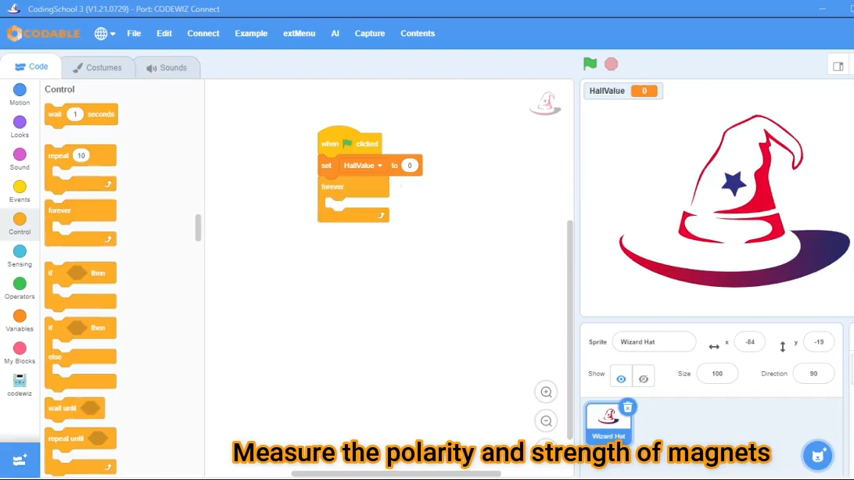 CodingSchool 3 (V1.21.0729) - Port: CODEWIZ Connect
CODABLE File Edit Connect Example extMenu AI Capture Contents
Code Costumes Sounds
Motion
Looks
Sound
Events
Control
Sensing
Operators
Variables
My Blocks
codewiz
Control
wait 1 seconds
repeat 10
forever
if then
if then
else
wait until
repeat until
when clicked
set HallValue to 0
forever
HallValue 0
Sprite Wizard Hat x -84 y -19
Show Size 100 Direction 90
Wizard Hat
Measure the polarity and strength of magnets